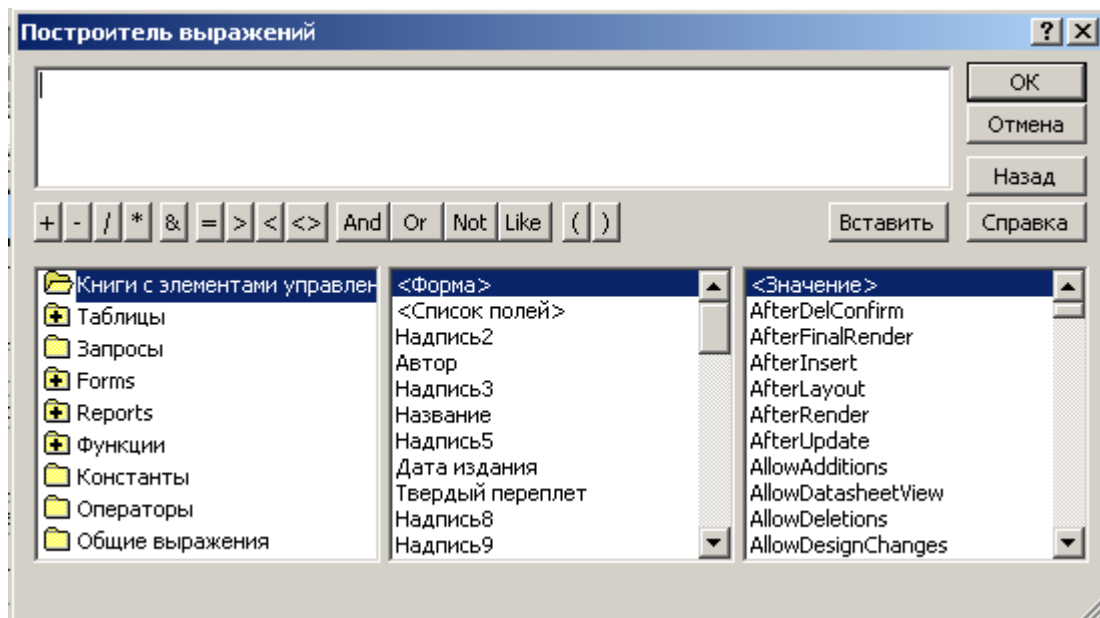 Построитель выражений
?
OK
Отмена
Назад
+ - / * & = > < <> And Or Not Like ( ) Вставить Справка
Книги с элементами управлен
Таблицы
Запросы
Forms
Reports
Функции
Константы
Операторы
Общие выражения
<Форма>
<Список полей>
Надпись2
Автор
Надпись3
Название
Надпись5
Дата издания
Твердый переплет
Надпись8
Надпись9
<Значение>
AfterDelConfirm
AfterFinalRender
AfterInsert
AfterLayout
AfterRender
AfterUpdate
AllowAdditions
AllowDatasheetView
AllowDeletions
AllowDesignChanges